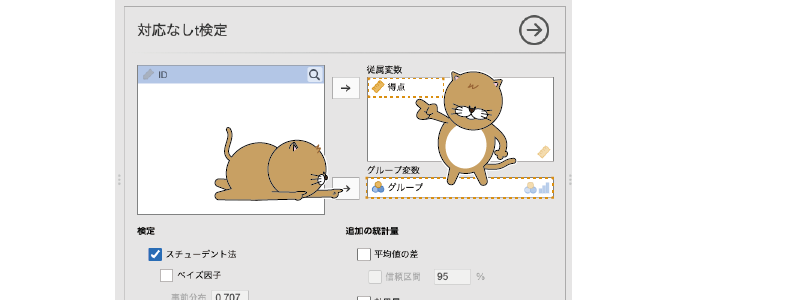 対応なしt検定
ID
従属変数
得点
グループ変数
グループ
検定
追加の統計量
スチューデント法
平均値の差
ベイズ因子
信頼区間 95 %
事前分布 0.707